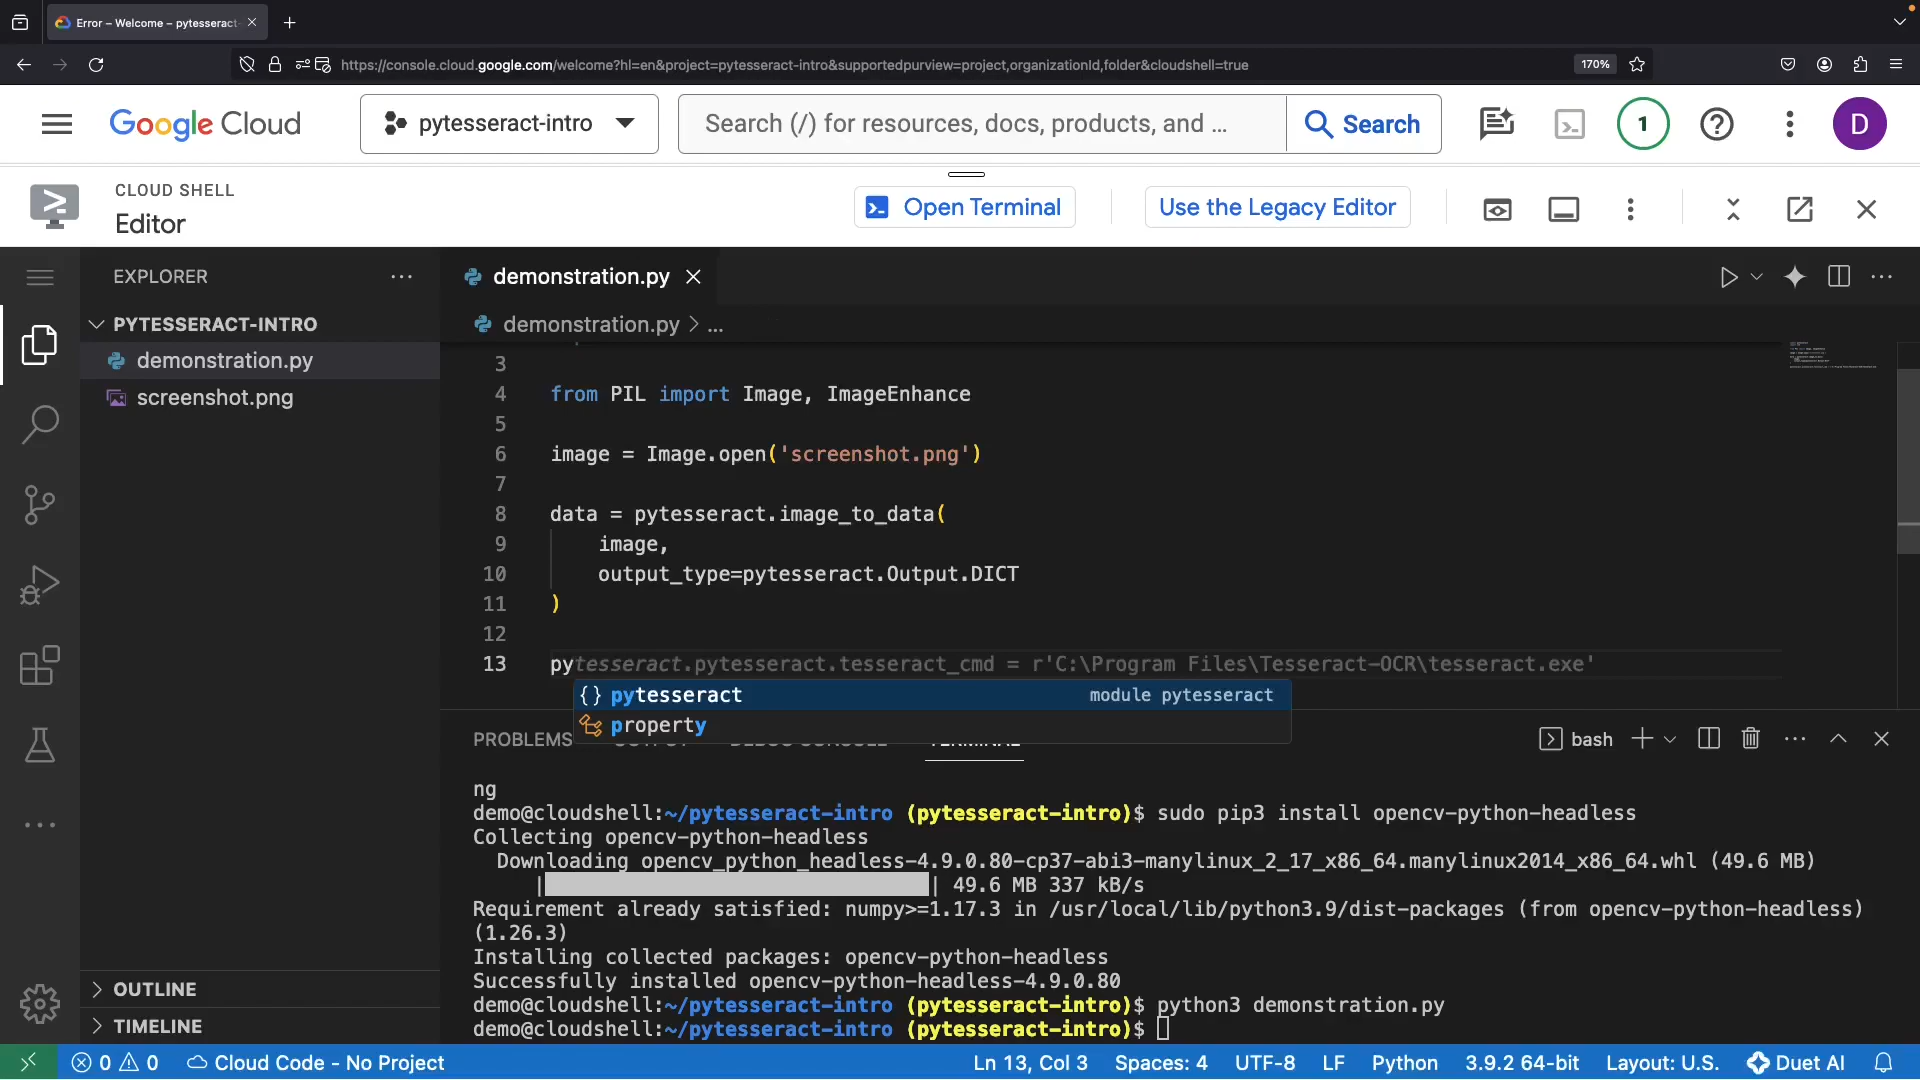 Error – Welcome – pytesseract-
https://console.cloud.google.com/welcome?hl=en&project=pytesseract-intro&supportedpurview=project,organizationId,folder&cloudshell=true
170%
Google Cloud
pytesseract-intro
Search (/) for resources, docs, products, and ...
Search
1
D
CLOUD SHELL
Editor
Open Terminal
Use the Legacy Editor
EXPLORER
PYTESSERACT-INTRO
demonstration.py
screenshot.png
OUTLINE
TIMELINE
demonstration.py
demonstration.py > ...
3
4 from PIL import Image, ImageEnhance
5
6 image = Image.open('screenshot.png')
7
8 data = pytesseract.image_to_data(
9 image,
10 output_type=pytesseract.Output.DICT
11 )
12
13 pytesseract.pytesseract.tesseract_cmd = r'C:\Program Files\Tesseract-OCR\tesseract.exe'
{} pytesseract module pytesseract
property
PROBLEMS OUTPUT DEBUG CONSOLE TERMINAL
bash
ng
demo@cloudshell:~/pytesseract-intro (pytesseract-intro)$ sudo pip3 install opencv-python-headless
Collecting opencv-python-headless
Downloading opencv_python_headless-4.9.0.80-cp37-abi3-manylinux_2_17_x86_64.manylinux2014_x86_64.whl (49.6 MB)
| | 49.6 MB 337 kB/s
Requirement already satisfied: numpy>=1.17.3 in /usr/local/lib/python3.9/dist-packages (from opencv-python-headless)
(1.26.3)
Installing collected packages: opencv-python-headless
Successfully installed opencv-python-headless-4.9.0.80
demo@cloudshell:~/pytesseract-intro (pytesseract-intro)$ python3 demonstration.py
demo@cloudshell:~/pytesseract-intro (pytesseract-intro)$
0 0 Cloud Code - No Project
Ln 13, Col 3 Spaces: 4 UTF-8 LF Python 3.9.2 64-bit Layout: U.S. Duet AI